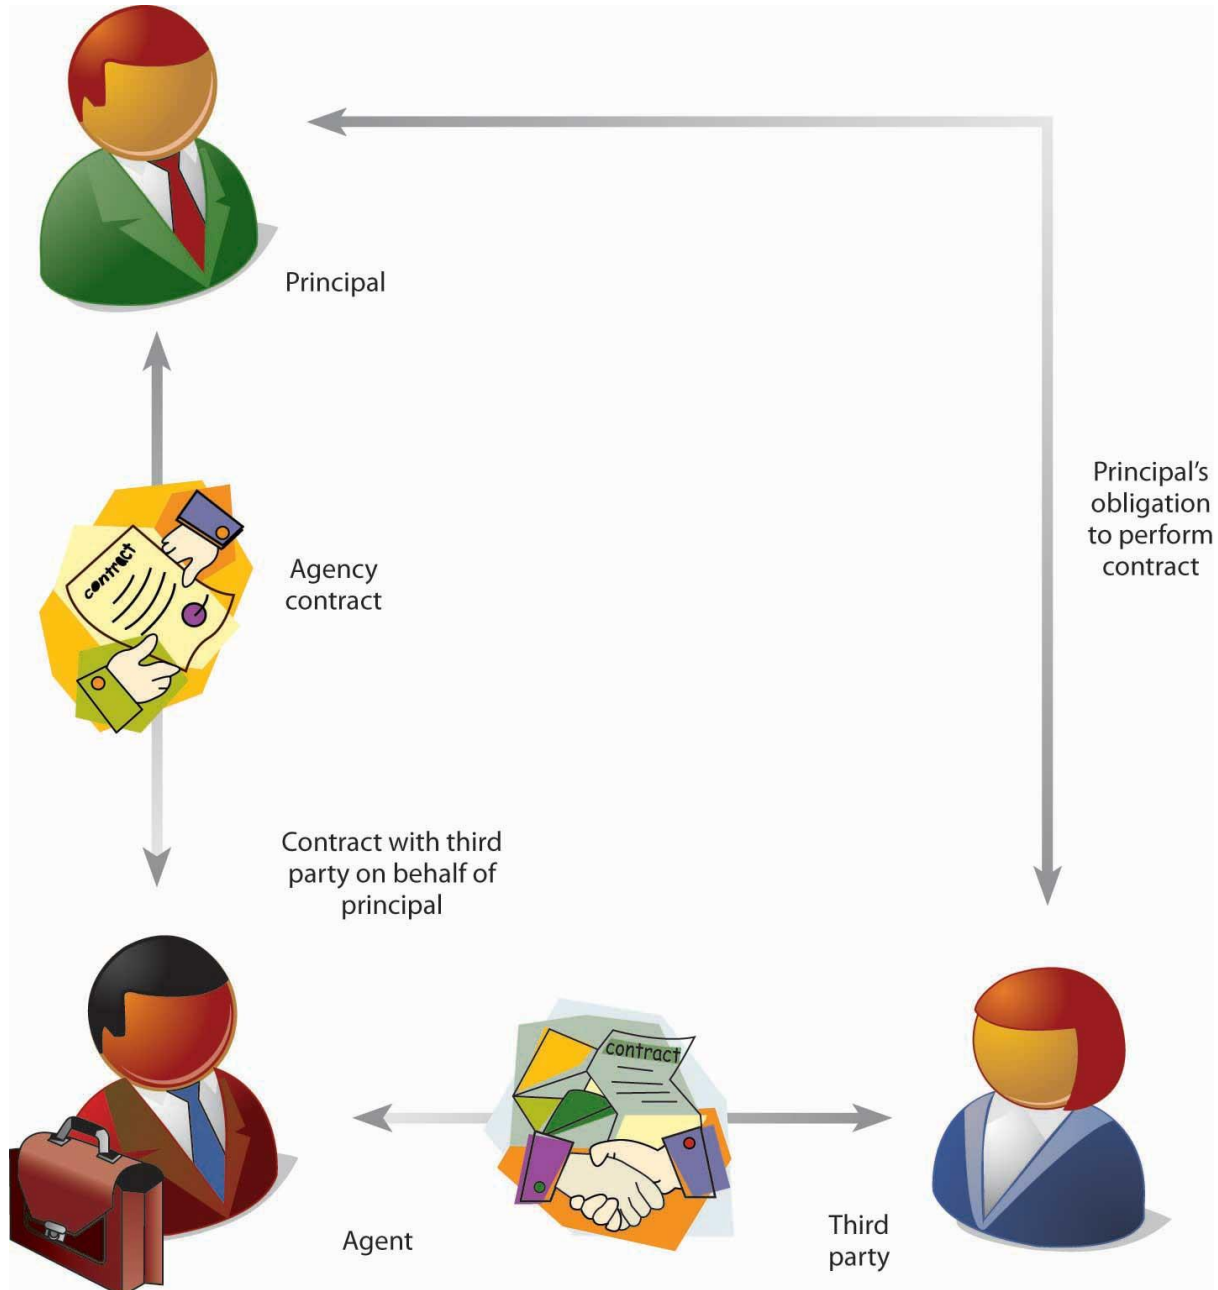 Principal
contract
Agency
contract
Principal's
obligation
to perform
contract
Contract with third
party on behalf of
principal
contract
Agent
Third
party